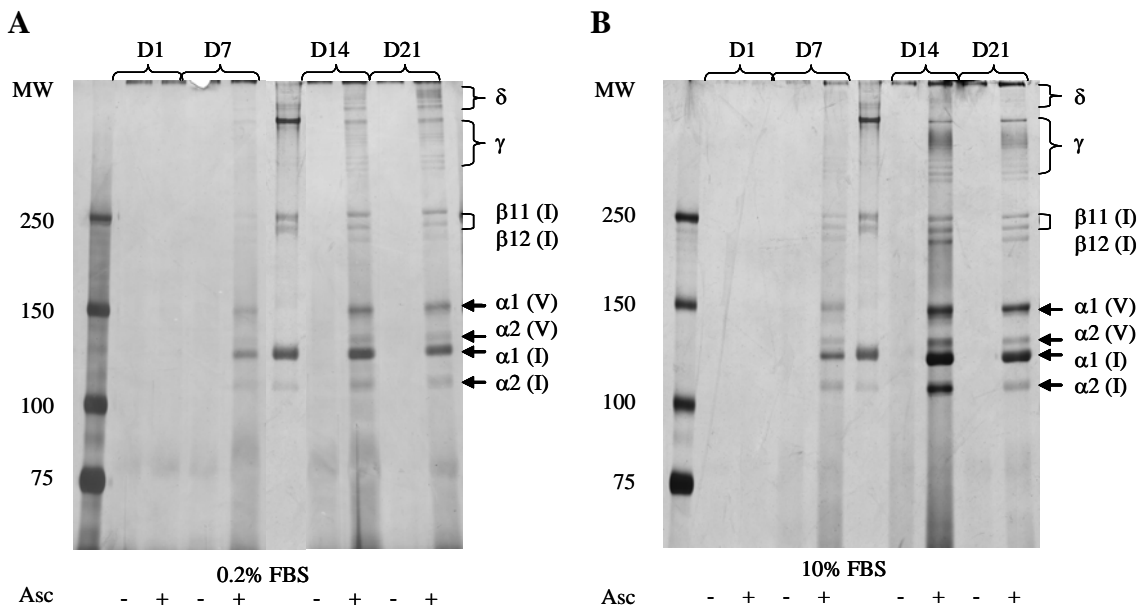 A
D1 D7 D14 D21
MW
δ
γ
250
β11 (I)
β12 (I)
150
α1 (V)
α2 (V)
α1 (I)
100
α2 (I)
75
0.2% FBS
Asc - + - + - + - +
B
D1 D7 D14 D21
MW
δ
γ
250
β11 (I)
β12 (I)
150
α1 (V)
α2 (V)
α1 (I)
100
α2 (I)
75
10% FBS
Asc - + - + - + - +